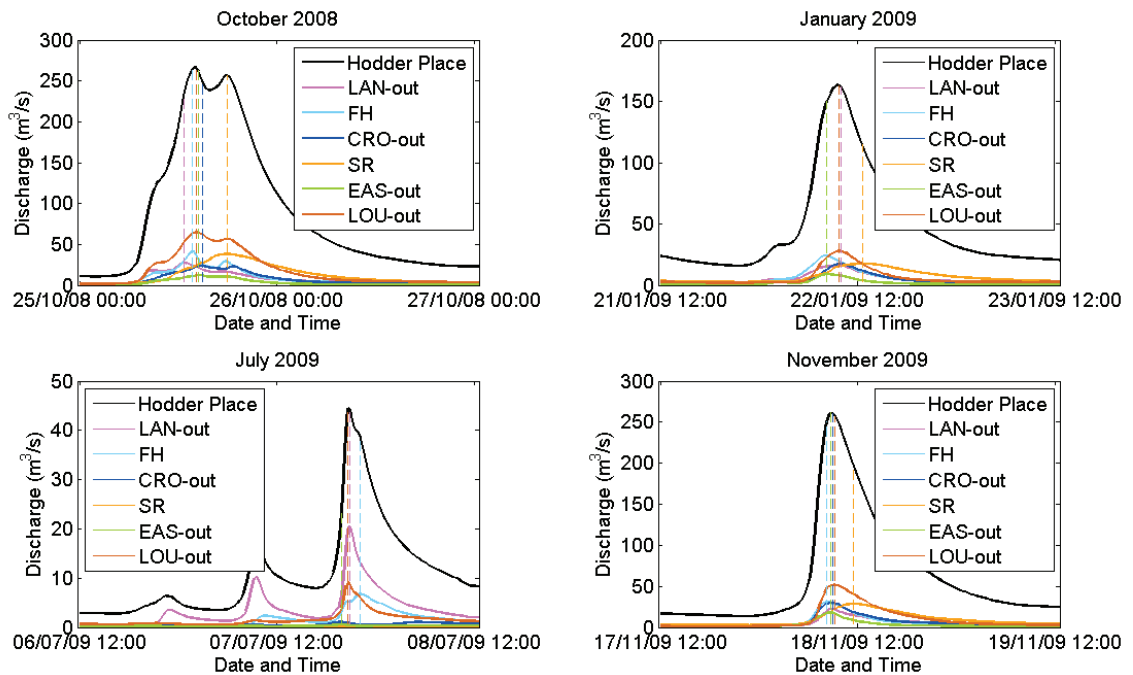 October 2008
300
250
200
150
100
50
0
Discharge (m³/s)
Hodder Place
LAN-out
FH
CRO-out
SR
EAS-out
LOU-out
25/10/08 00:00 26/10/08 00:00 27/10/08 00:00
Date and Time
January 2009
200
150
100
50
0
Discharge (m³/s)
Hodder Place
LAN-out
FH
CRO-out
SR
EAS-out
LOU-out
21/01/09 12:00 22/01/09 12:00 23/01/09 12:00
Date and Time
July 2009
50
40
30
20
10
0
Discharge (m³/s)
Hodder Place
LAN-out
FH
CRO-out
SR
EAS-out
LOU-out
06/07/09 12:00 07/07/09 12:00 08/07/09 12:00
Date and Time
November 2009
300
250
200
150
100
50
0
Discharge (m³/s)
Hodder Place
LAN-out
FH
CRO-out
SR
EAS-out
LOU-out
17/11/09 12:00 18/11/09 12:00 19/11/09 12:00
Date and Time